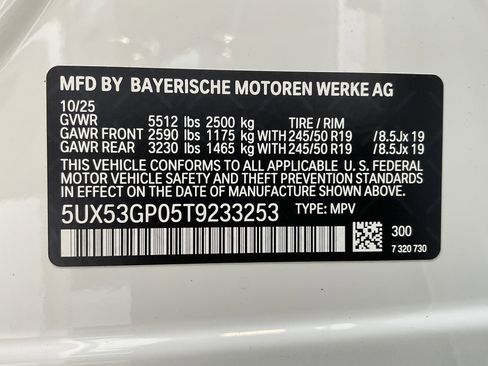 MFD BY BAYERISCHE MOTOREN WERKE AG
10/25
GVWR 5512 lbs 2500 kg TIRE / RIM
GAWR FRONT 2590 lbs 1175 kg WITH 245/50 R19 /8.5Jx 19
GAWR REAR 3230 lbs 1465 kg WITH 245/50 R19 /8.5Jx 19
THIS VEHICLE CONFORMS TO ALL APPLICABLE U. S. FEDERAL
MOTOR VEHICLE SAFETY AND THEFT PREVENTION STANDARDS
IN EFFECT ON THE DATE OF MANUFACTURE SHOWN ABOVE.
5UX53GP05T9233253 TYPE: MPV
300
7 320 730